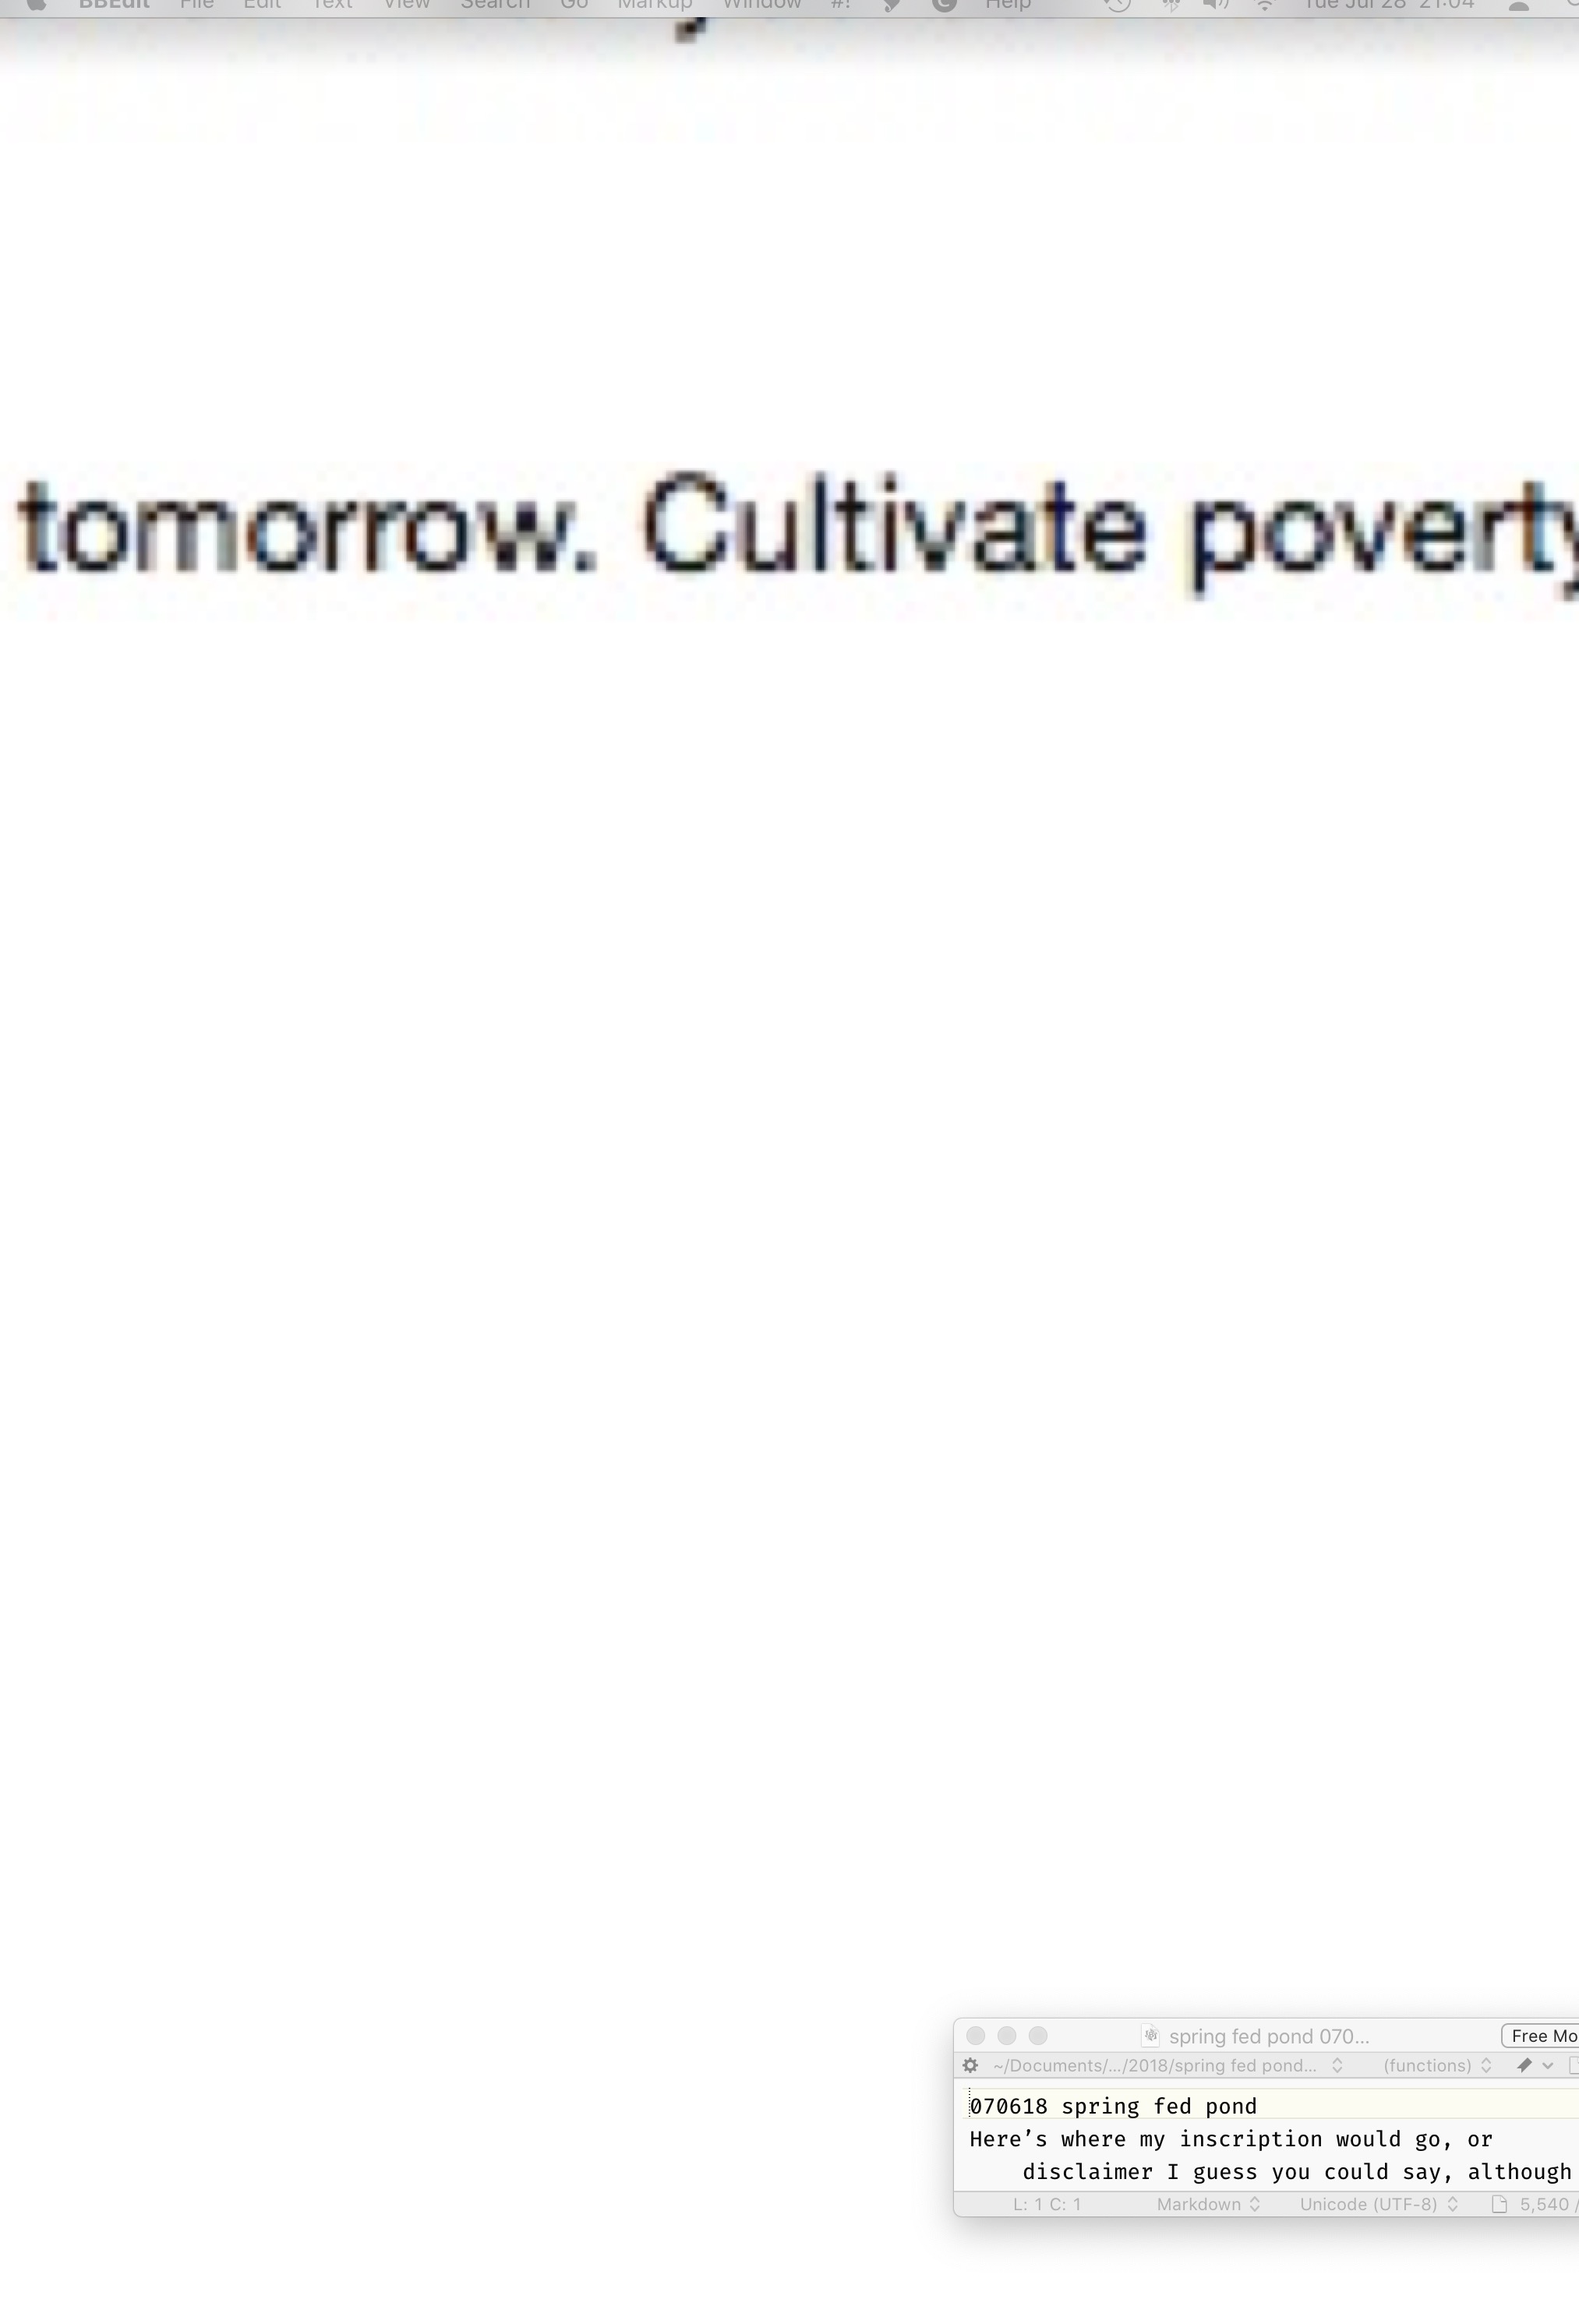 BBEdit File Edit Text View Search Go Markup Window #! Help Tue Jul 28 21:04
tomorrow. Cultivate poverty
spring fed pond 070... Free Mo
~/Documents/.../2018/spring fed pond... (functions)
070618 spring fed pond
Here’s where my inscription would go, or
disclaimer I guess you could say, although
L: 1 C: 1 Markdown Unicode (UTF-8) 5,540 /